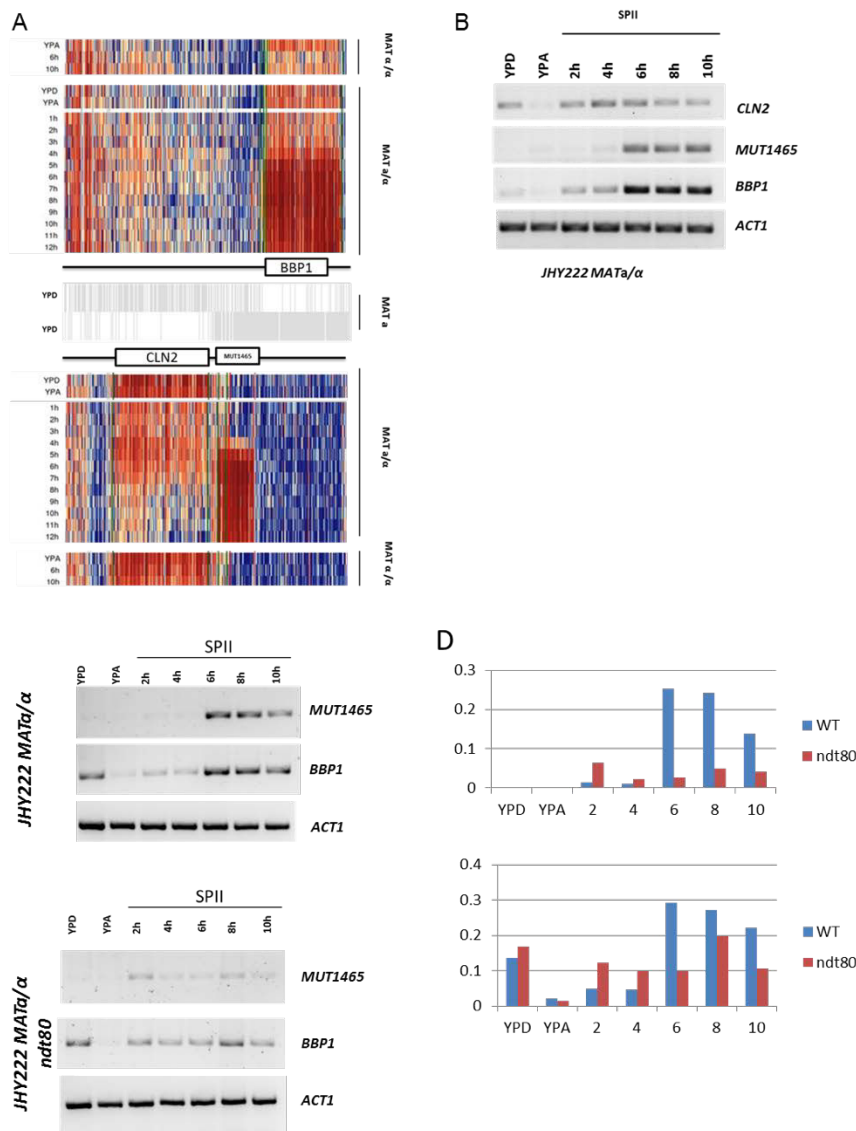 A
YPA
6h
10h
MAT α/α
YPD
YPA
1h
2h
3h
4h
5h
6h
7h
8h
9h
10h
11h
12h
MAT a/α
BBP1
YPD
YPD
MAT a
CLN2
MUT1465
YPD
YPA
1h
2h
3h
4h
5h
6h
7h
8h
9h
10h
11h
12h
MAT a/α
YPA
6h
10h
MAT α/α
B
SPII
YPD YPA 2h 4h 6h 8h 10h
CLN2
MUT1465
BBP1
ACT1
JHY222 MATa/α
SPII
YPD YPA 2h 4h 6h 8h 10h
JHY222 MATa/α
MUT1465
BBP1
ACT1
SPII
YPD YPA 2h 4h 6h 8h 10h
JHY222 MATa/α
ndt80
MUT1465
BBP1
ACT1
D
0.3
0.2
0.1
0
YPD YPA 2 4 6 8 10
WT
ndt80
0.4
0.3
0.2
0.1
0
YPD YPA 2 4 6 8 10
WT
ndt80